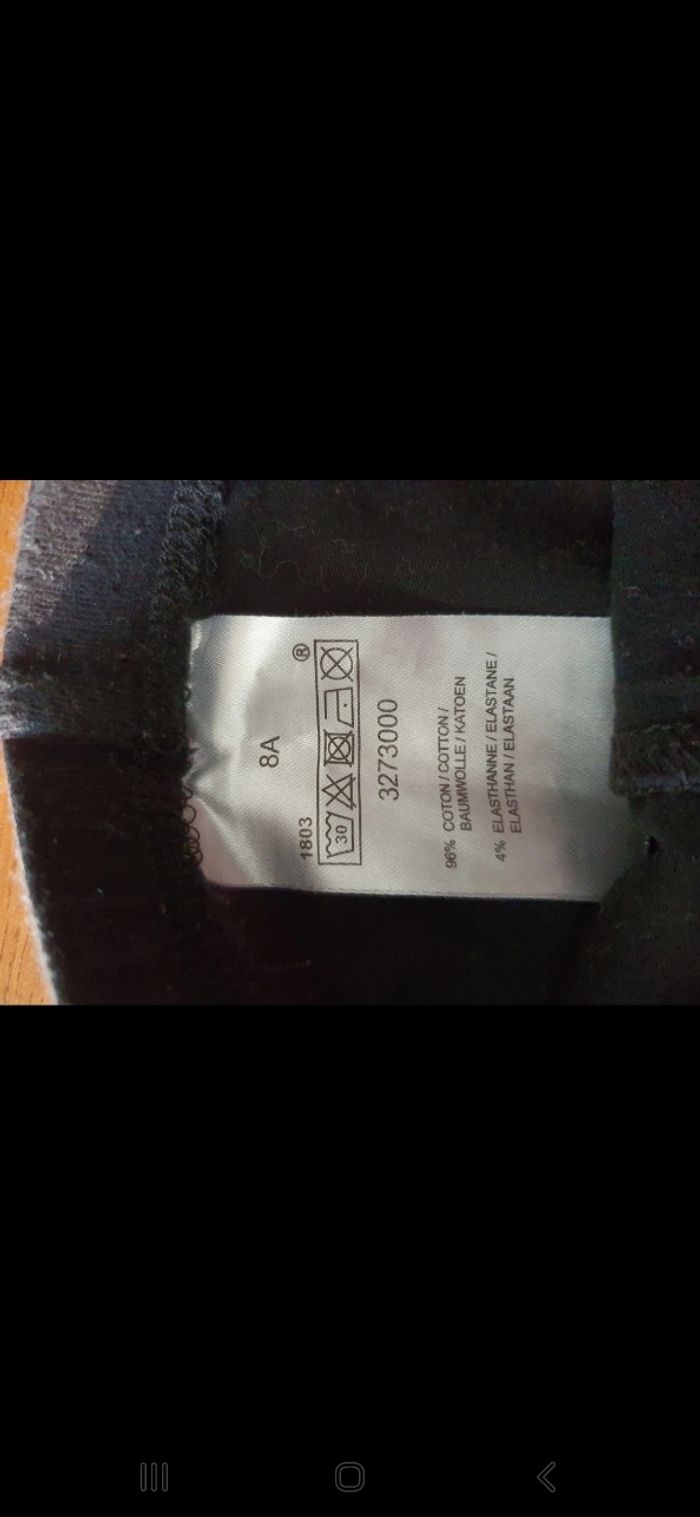 8A
1803
®
30
3273000
96% COTON / COTTON /
BAUMWOLLE / KATOEN
4% ELASTHANNE / ELASTANE /
ELASTHAN / ELASTAAN